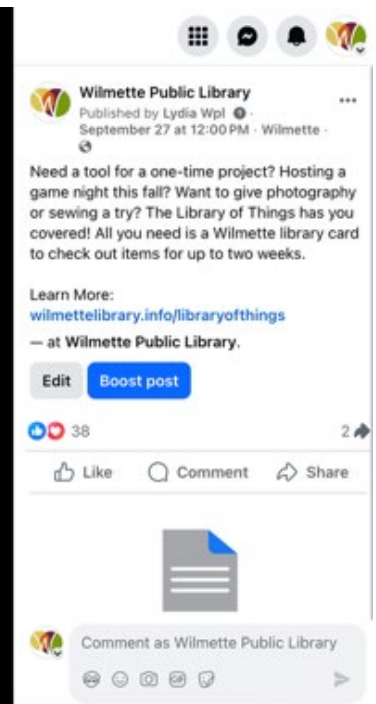 Wilmette Public Library
Published by Lydia Wpl ·
September 27 at 12:00 PM · Wilmette ·
Need a tool for a one-time project? Hosting a
game night this fall? Want to give photography
or sewing a try? The Library of Things has you
covered! All you need is a Wilmette library card
to check out items for up to two weeks.
Learn More:
wilmettelibrary.info/libraryofthings
— at Wilmette Public Library.
Edit Boost post
38 2
Like Comment Share
Comment as Wilmette Public Library
GIF